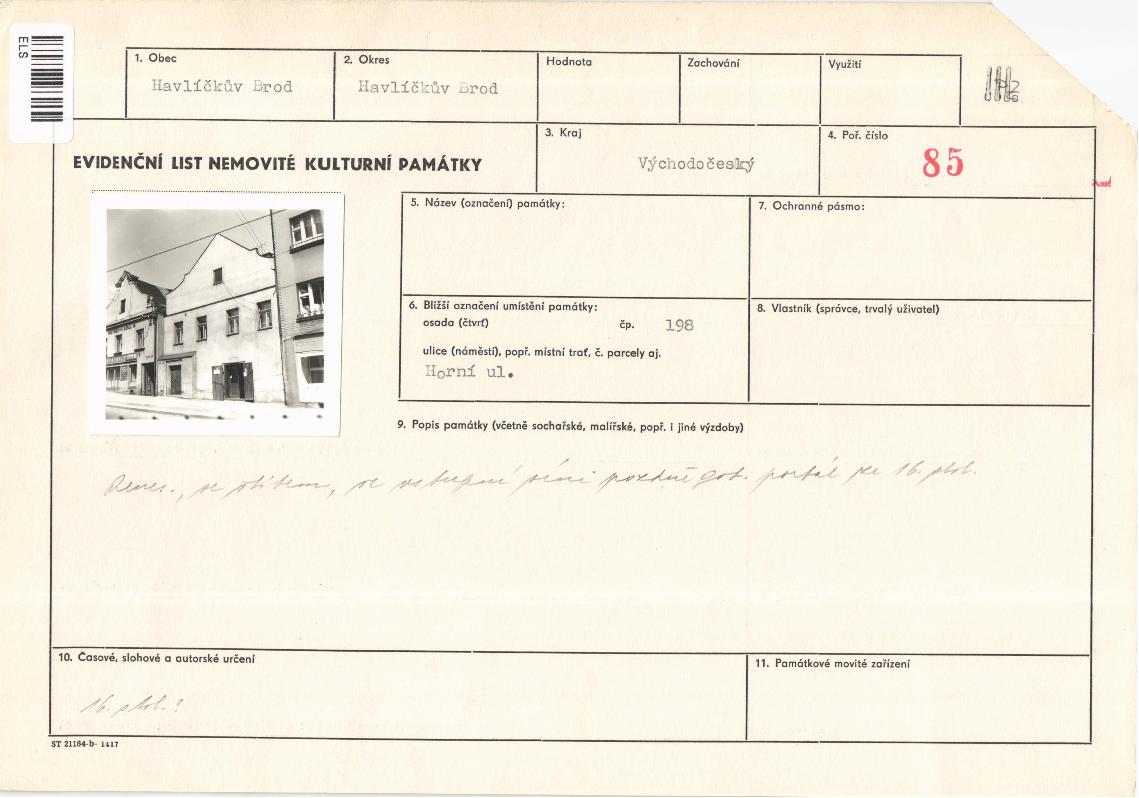 ELS
1. Obec
Havlíčkův Brod
2. Okres
Havlíčkův Brod
Hodnota
Zachování
Využití
EVIDENČNÍ LIST NEMOVITÉ KULTURNÍ PAMÁTKY
3. Kraj
Východočeský
4. Poř. číslo
85
5. Název (označení) památky:
7. Ochranné pásmo:
6. Bližší označení umístění památky:
osada (čtvrť)
čp. 198
ulice (náměstí), popř. místní trať, č. parcely aj.
Horní ul.
8. Vlastník (správce, trvalý uživatel)
9. Popis památky (včetně sochařské, malířské, popř. i jiné výzdoby)
Renes., se štítem, ve vstupní síni pozdně got. portál ze 16. stol.
10. Časové, slohové a autorské určení
16. stol.?
11. Památkové movité zařízení
ST 21164-b- 1417